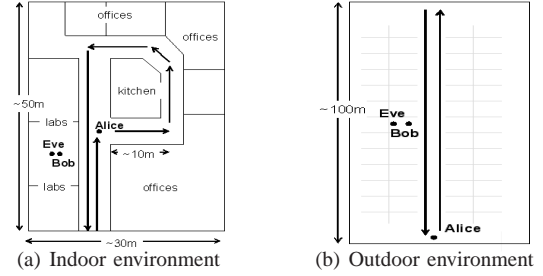 offices
offices
kitchen
~50m
labs
Alice
Eve
Bob
~10m
labs
offices
~30m
(a) Indoor environment
~100m
Eve
Bob
Alice
(b) Outdoor environment